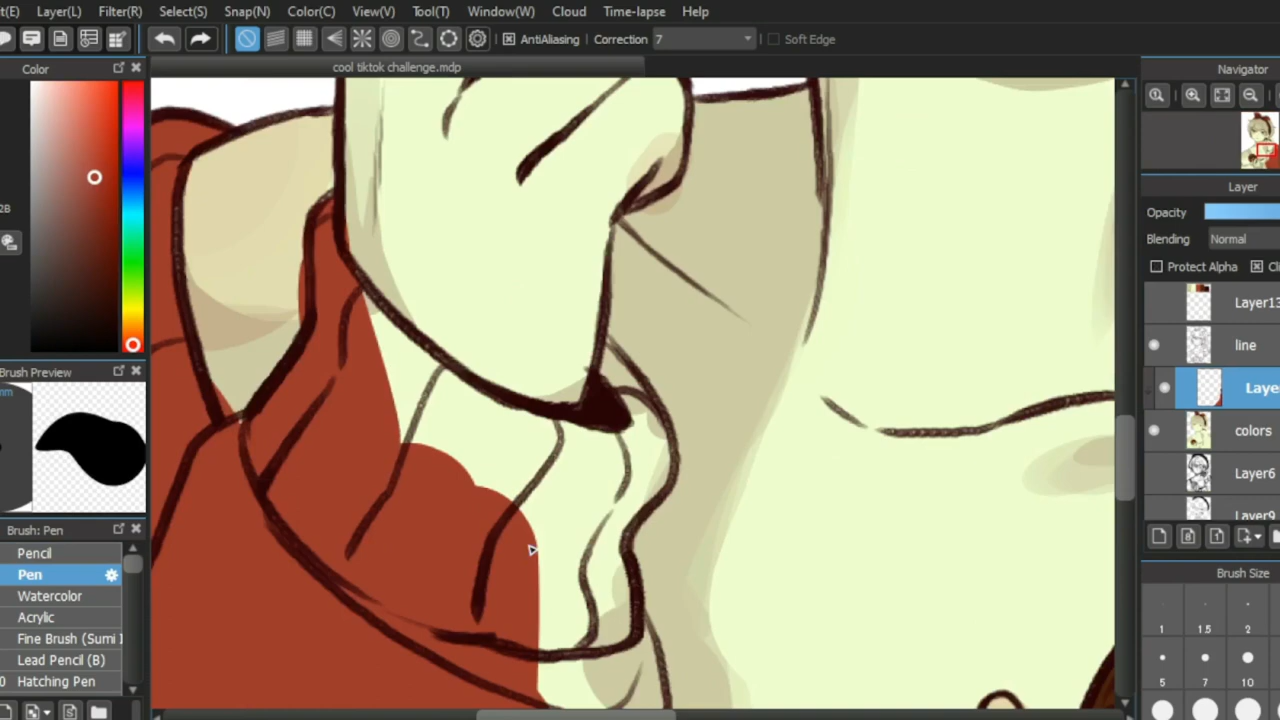 t(E) Layer(L) Filter(R) Select(S) Snap(N) Color(C) View(V) Tool(T) Window(W) Cloud Time-lapse Help
AntiAliasing Correction 7 Soft Edge
Color
cool tiktok challenge.mdp
Navigator
2B
Layer
Opacity
Blending Normal
Protect Alpha Cli
Layer13
line
Laye
colors
Layer6
Layer9
Brush Preview
mm
Brush: Pen
Pencil
Pen
Watercolor
Acrylic
Fine Brush (Sumi I
Lead Pencil (B)
Hatching Pen
Brush Size
1 1.5 2
5 7 10